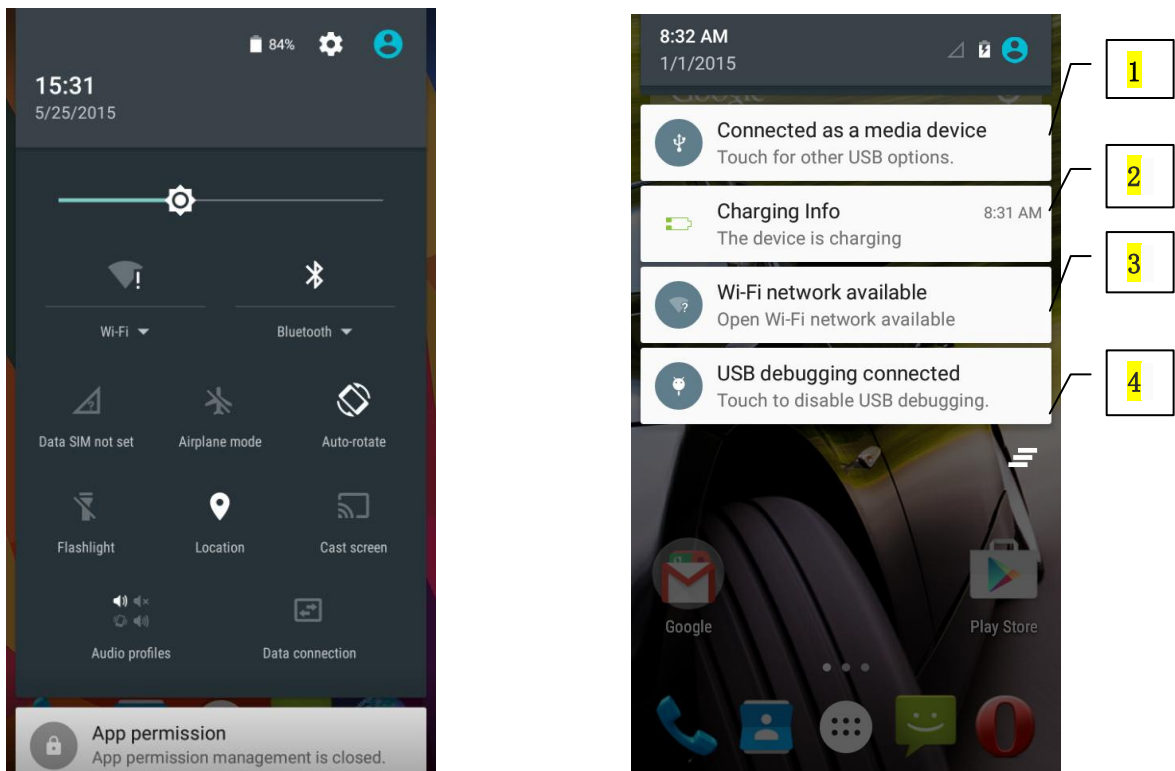 84%
15:31
5/25/2015
Wi-Fi
Bluetooth
Data SIM not set
Airplane mode
Auto-rotate
Flashlight
Location
Cast screen
Audio profiles
Data connection
App permission
App permission management is closed.
8:32 AM
1/1/2015
Google
Connected as a media device
Touch for other USB options.
Charging Info
8:31 AM
The device is charging
Wi-Fi network available
Open Wi-Fi network available
USB debugging connected
Touch to disable USB debugging.
Google
Play Store
1
2
3
4